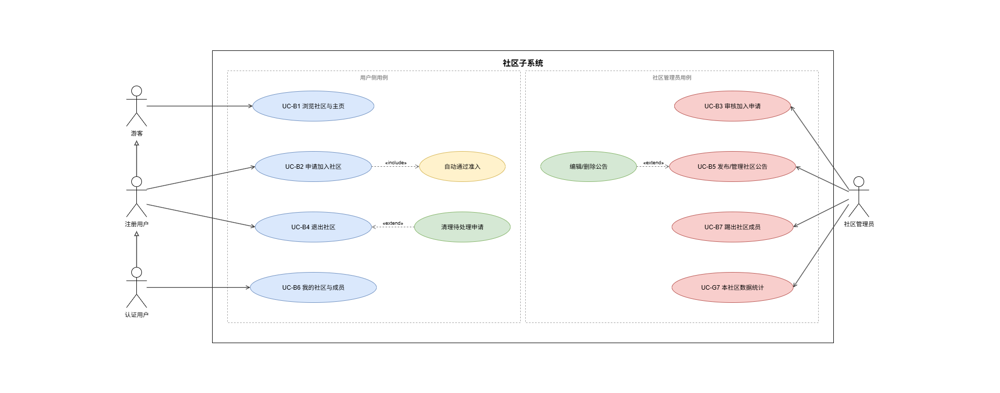 社区子系统
用户侧用例
社区管理员用例
UC-B1 浏览社区与主页
UC-B3 审核加入申请
游客
UC-B2 申请加入社区
«include»
自动通过准入
编辑/删除公告
«extend»
UC-B5 发布/管理社区公告
注册用户
UC-B4 退出社区
«extend»
清理待处理申请
UC-B7 踢出社区成员
社区管理员
UC-B6 我的社区与成员
UC-G7 本社区数据统计
认证用户